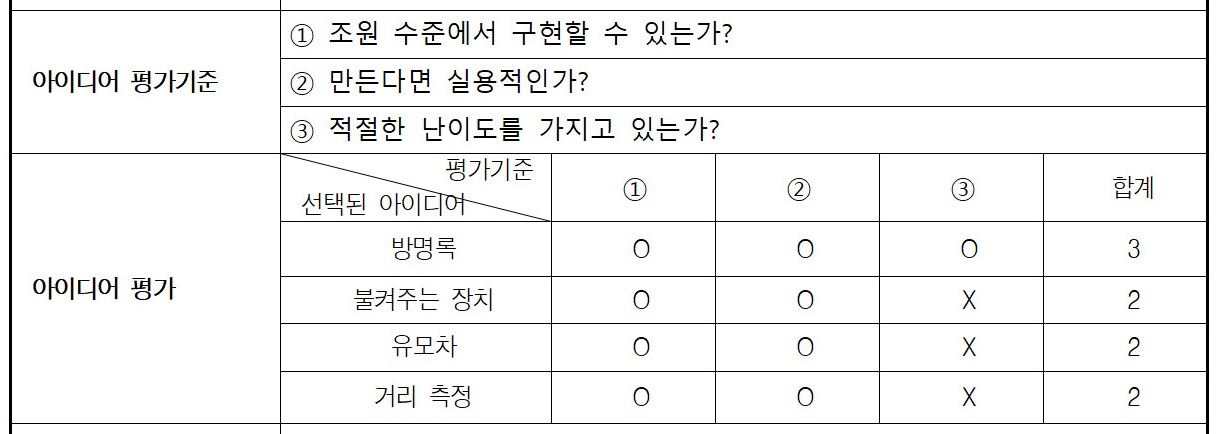 아이디어 평가기준
① 조원 수준에서 구현할 수 있는가?
② 만든다면 실용적인가?
③ 적절한 난이도를 가지고 있는가?
아이디어 평가
평가기준
선택된 아이디어
① ② ③ 합계
방명록 O O O 3
불켜주는 장치 O O X 2
유모차 O O X 2
거리 측정 O O X 2